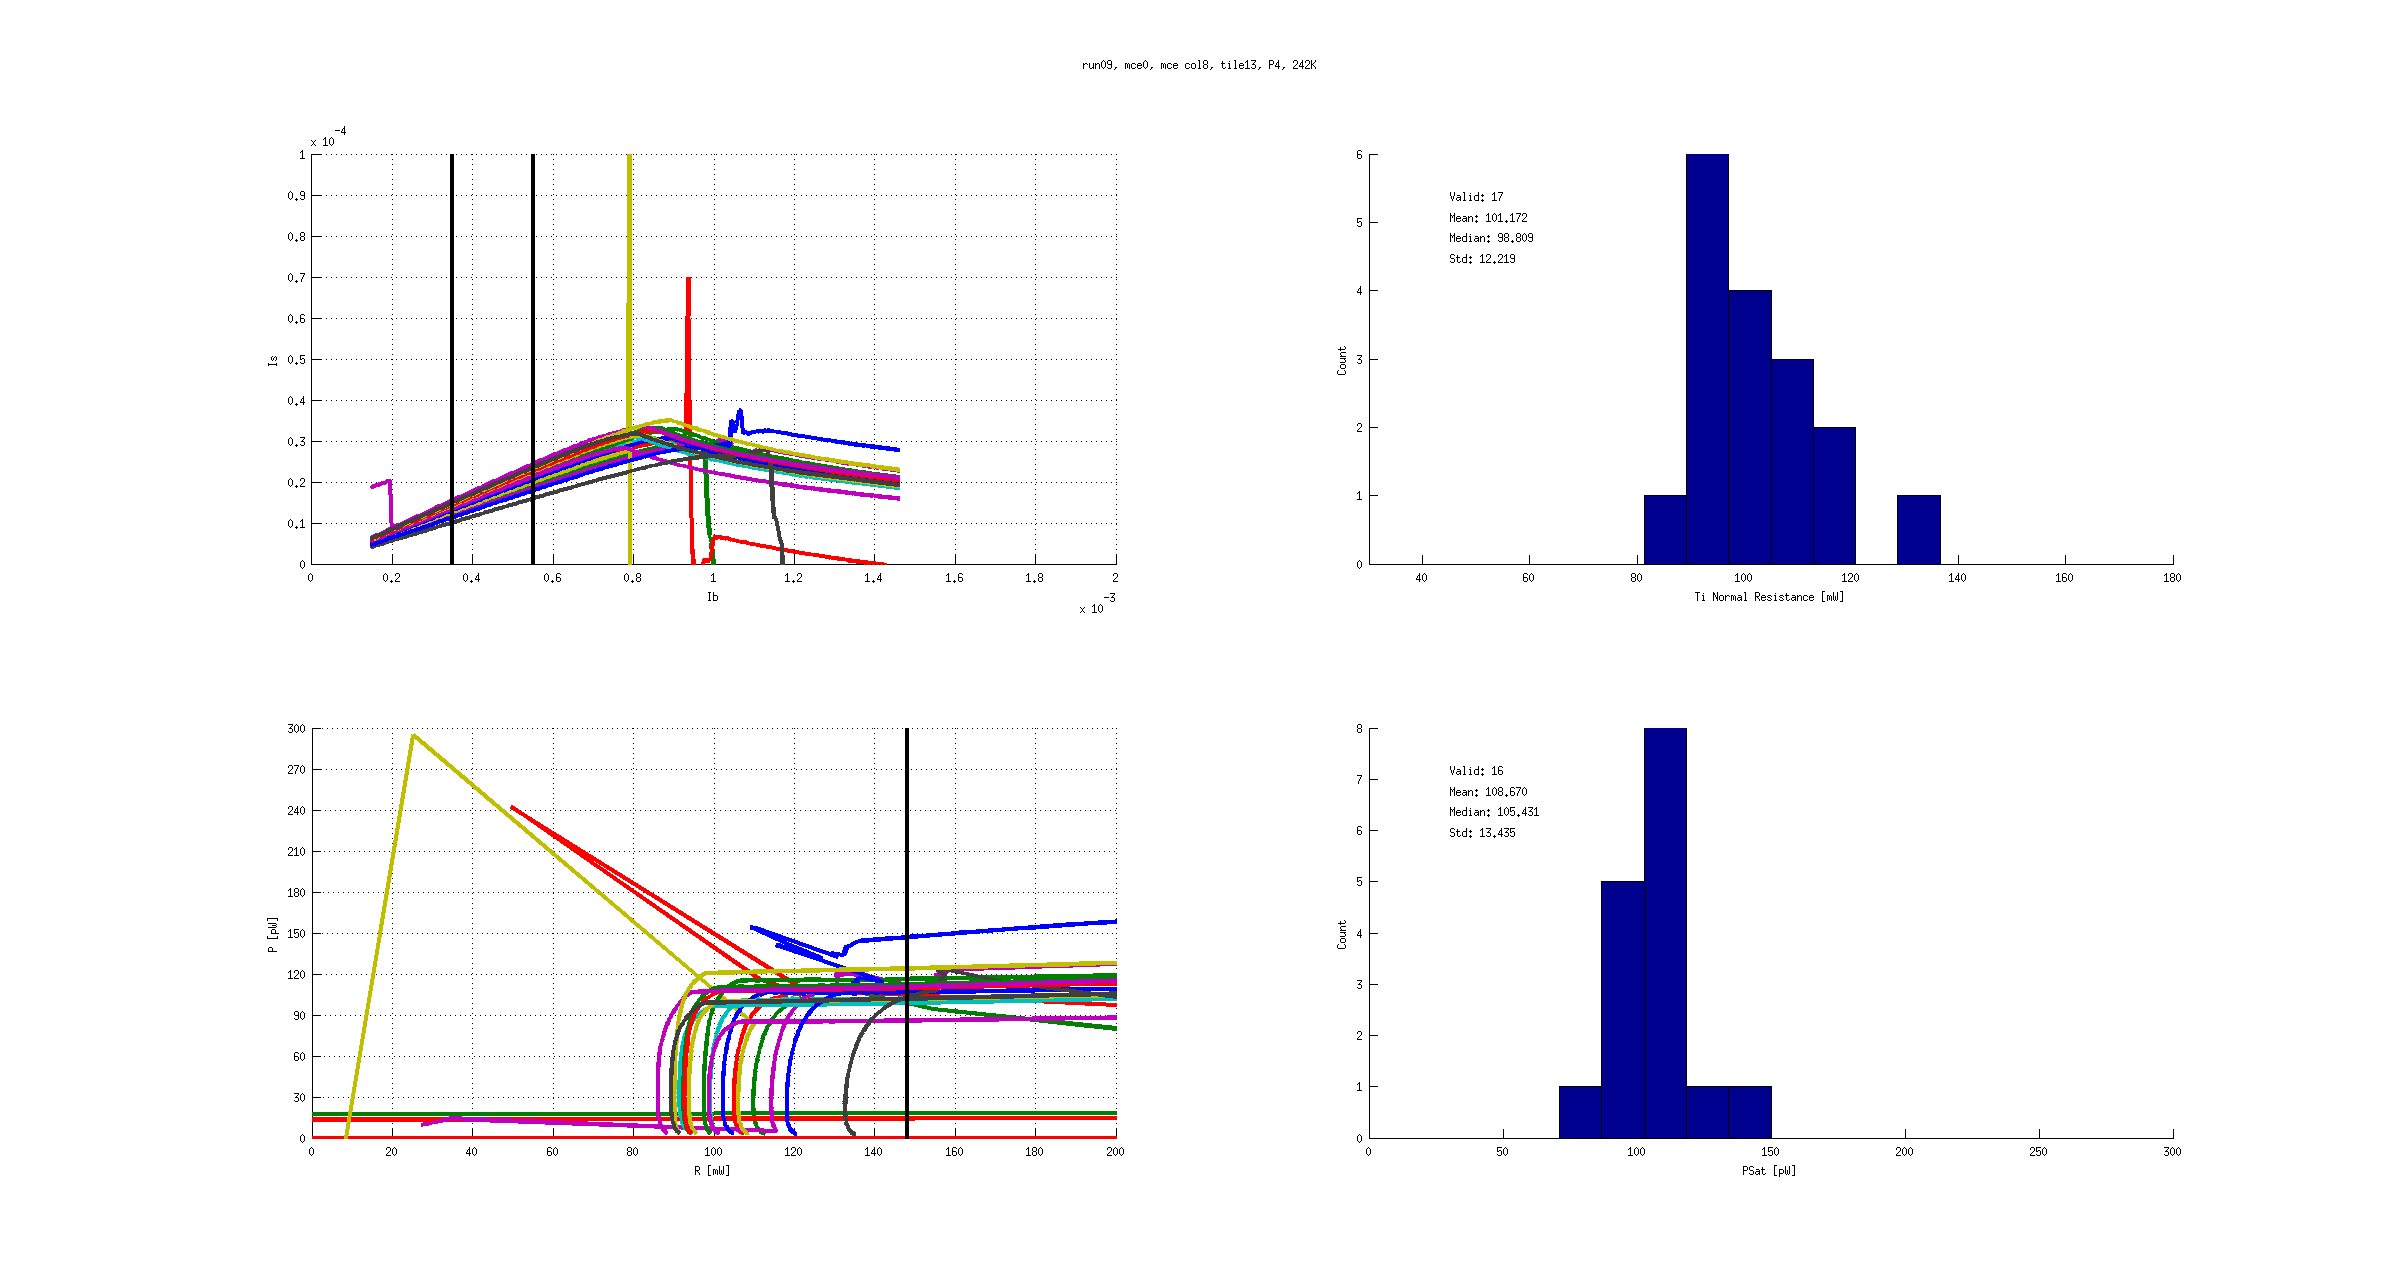 run09, mce0, mce col8, tile13, P4, 242K
x 10^-4
1
0.9
0.8
0.7
0.6
0.5
0.4
0.3
0.2
0.1
0
Is
0 0.2 0.4 0.6 0.8 1 1.2 1.4 1.6 1.8 2
Ib
x 10^-3
6
5
4
3
2
1
0
Count
Valid: 17
Mean: 101.172
Median: 98.809
Std: 12.219
40 60 80 100 120 140 160 180
Ti Normal Resistance [mW]
300
270
240
210
180
150
120
90
60
30
0
P [pW]
0 20 40 60 80 100 120 140 160 180 200
R [mW]
8
7
6
5
4
3
2
1
0
Count
Valid: 16
Mean: 108.670
Median: 105.431
Std: 13.435
0 50 100 150 200 250 300
PSat [pW]